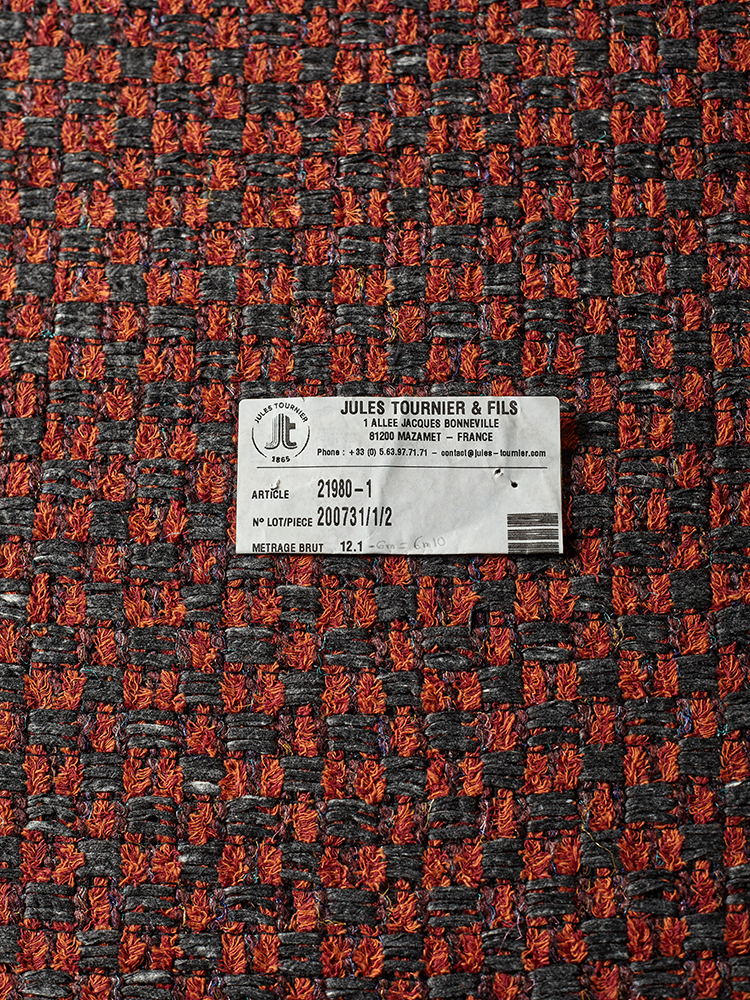 JULES TOURNIER
Jt
1865
JULES TOURNIER & FILS
1 ALLEE JACQUES BONNEVILLE
81200 MAZAMET – FRANCE
Phone : +33 (0) 5.63.97.71.71 – contact@jules-tournier.com
ARTICLE 21980-1
N° LOT/PIECE 200731/1/2
METRAGE BRUT 12.1 -6m = 6m10